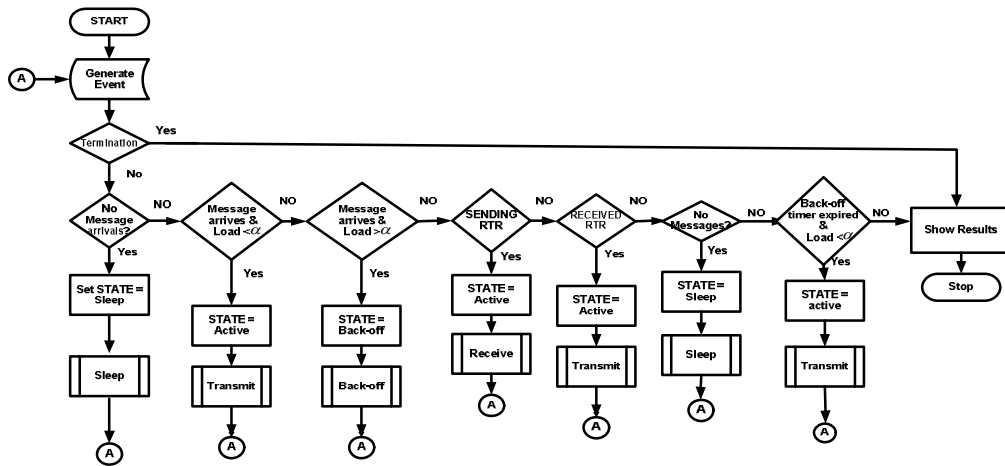 START
A
Generate
Event
Termination
Yes
No
No
Message
arrivals?
NO
Message
arrives &
Load <α
NO
Message
arrives &
Load >α
NO
SENDING
RTR
NO
RECEIVED
RTR
NO
No
Messages?
NO
Back-off
timer expired
&
Load <α
NO
Show Results
Stop
Yes
Yes
Yes
Yes
Yes
Yes
Yes
Set STATE=
Sleep
STATE=
Active
STATE=
Back-off
STATE=
Active
STATE=
Active
STATE=
Sleep
STATE=
active
Sleep
Transmit
Back-off
Receive
Transmit
Sleep
Transmit
A
A
A
A
A
A
A